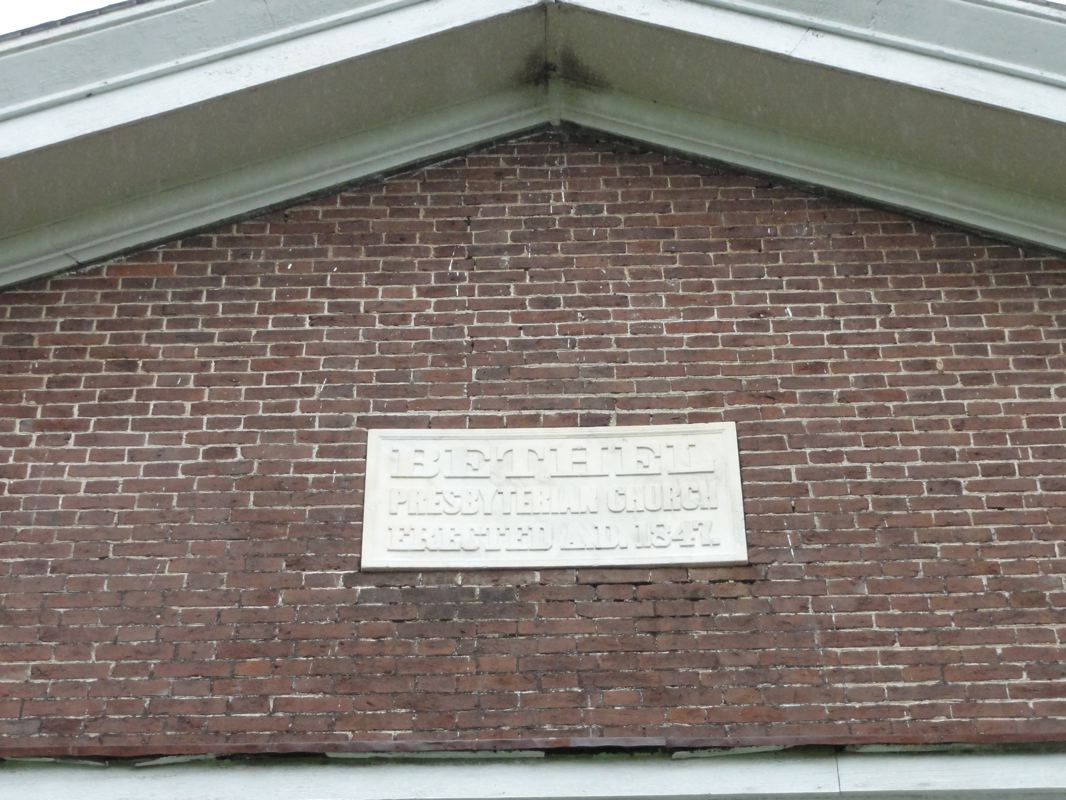 BETHEL
PRESBYTERIAN CHURCH
ERECTED A.D. 1847.